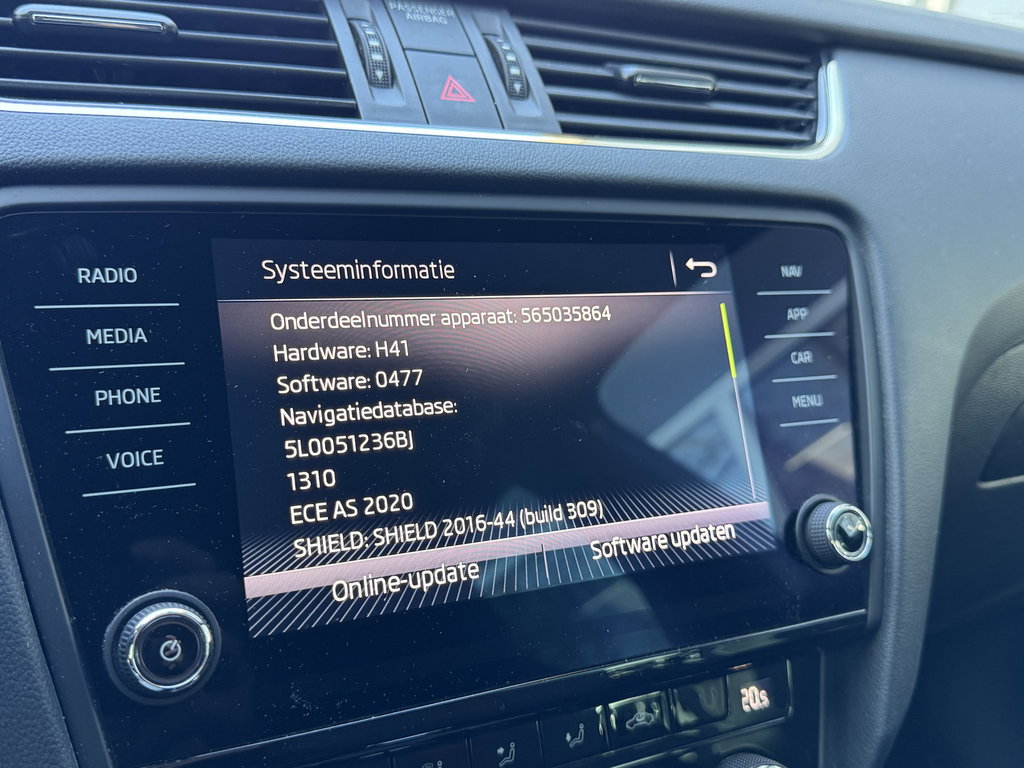 PASSENGER
AIRBAG
Systeeminformatie
RADIO
MEDIA
PHONE
VOICE
Onderdeelnummer apparaat: 565035864
Hardware: H41
Software: 0477
Navigatiedatabase:
5L0051236BJ
1310
ECE AS 2020
SHIELD: SHIELD 2016-44 (build 309)
Online-update
Software updaten
NAV
APP
CAR
MENU
20.5